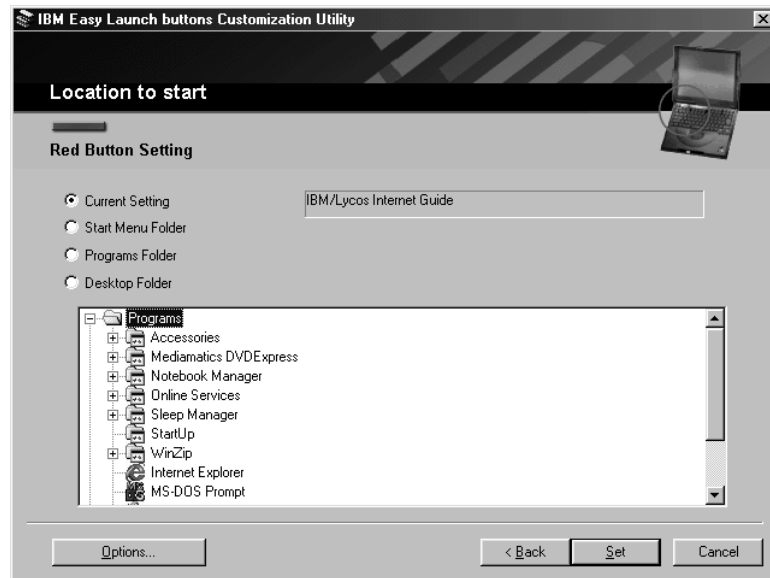 IBM Easy Launch buttons Customization Utility
Location to start
Red Button Setting
Current Setting
IBM/Lycos Internet Guide
Start Menu Folder
Programs Folder
Desktop Folder
Programs
Accessories
Mediamatics DVDExpress
Notebook Manager
Online Services
Sleep Manager
StartUp
WinZip
Internet Explorer
MS-DOS Prompt
Options...
< Back
Set
Cancel